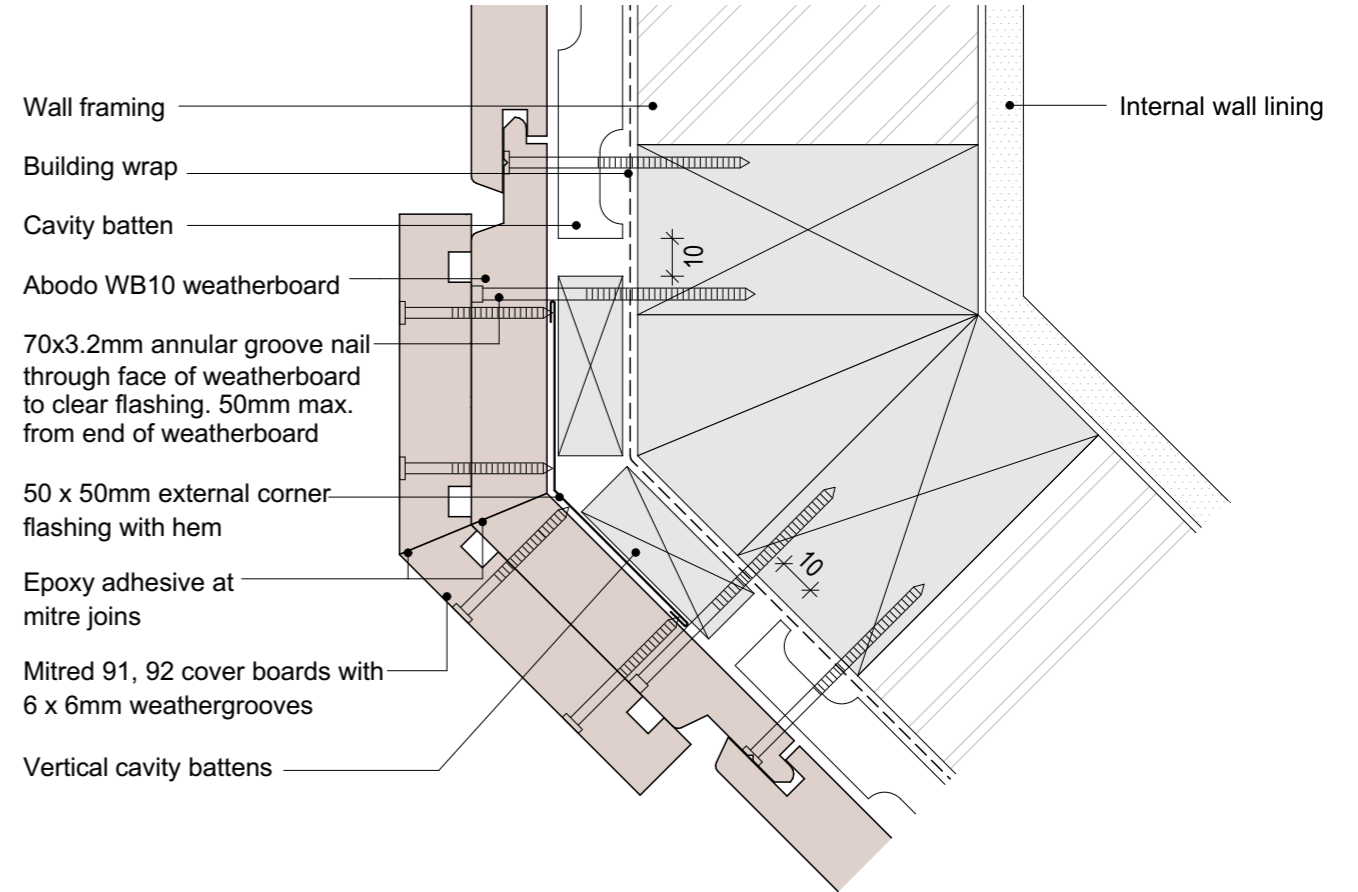 Wall framing
Internal wall lining
Building wrap
Cavity batten
10
Abodo WB10 weatherboard
70x3.2mm annular groove nail
through face of weatherboard
to clear flashing. 50mm max.
from end of weatherboard
50 x 50mm external corner
flashing with hem
10
Epoxy adhesive at
mitre joins
Mitred 91, 92 cover boards with
6 x 6mm weathergrooves
Vertical cavity battens